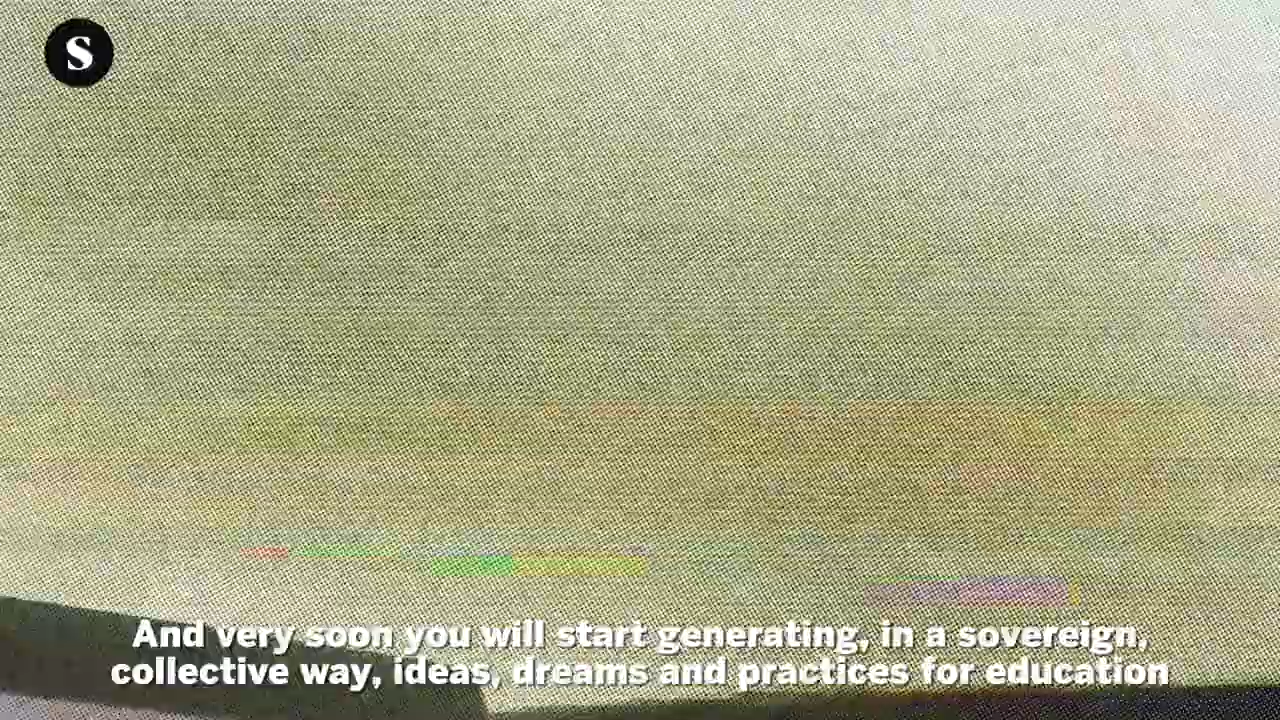 S
And very soon you will start generating, in a sovereign,
collective way, ideas, dreams and practices for education